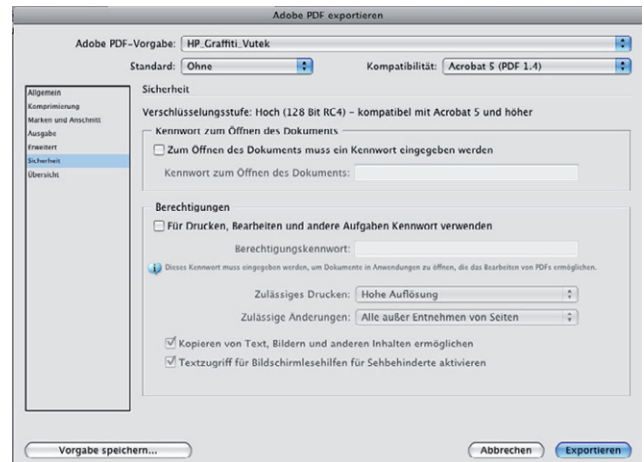 Adobe PDF exportieren
Adobe PDF-Vorgabe: HP_Graffiti_Vutek
Standard: Ohne Kompatibilität: Acrobat 5 (PDF 1.4)
Allgemein
Komprimierung
Marken und Anschnitt
Ausgabe
Erweitert
Sicherheit
Übersicht
Sicherheit
Verschlüsselungsstufe: Hoch (128 Bit RC4) – kompatibel mit Acrobat 5 und höher
Kennwort zum Öffnen des Dokuments
Zum Öffnen des Dokuments muss ein Kennwort eingegeben werden
Kennwort zum Öffnen des Dokuments:
Berechtigungen
Für Drucken, Bearbeiten und andere Aufgaben Kennwort verwenden
Berechtigungskennwort:
Dieses Kennwort muss eingegeben werden, um Dokumente in Anwendungen zu öffnen, die das Bearbeiten von PDFs ermöglichen.
Zulässiges Drucken: Hohe Auflösung
Zulässige Änderungen: Alle außer Entnehmen von Seiten
Kopieren von Text, Bildern und anderen Inhalten ermöglichen
Textzugriff für Bildschirmlesehilfen für Sehbehinderte aktivieren
Vorgabe speichern... Abbrechen Exportieren